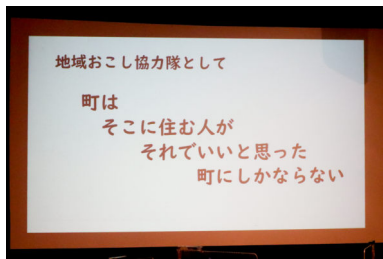 地域おこし協力隊として
町は
そこに住む人が
それでいいと思った
町にしかならない